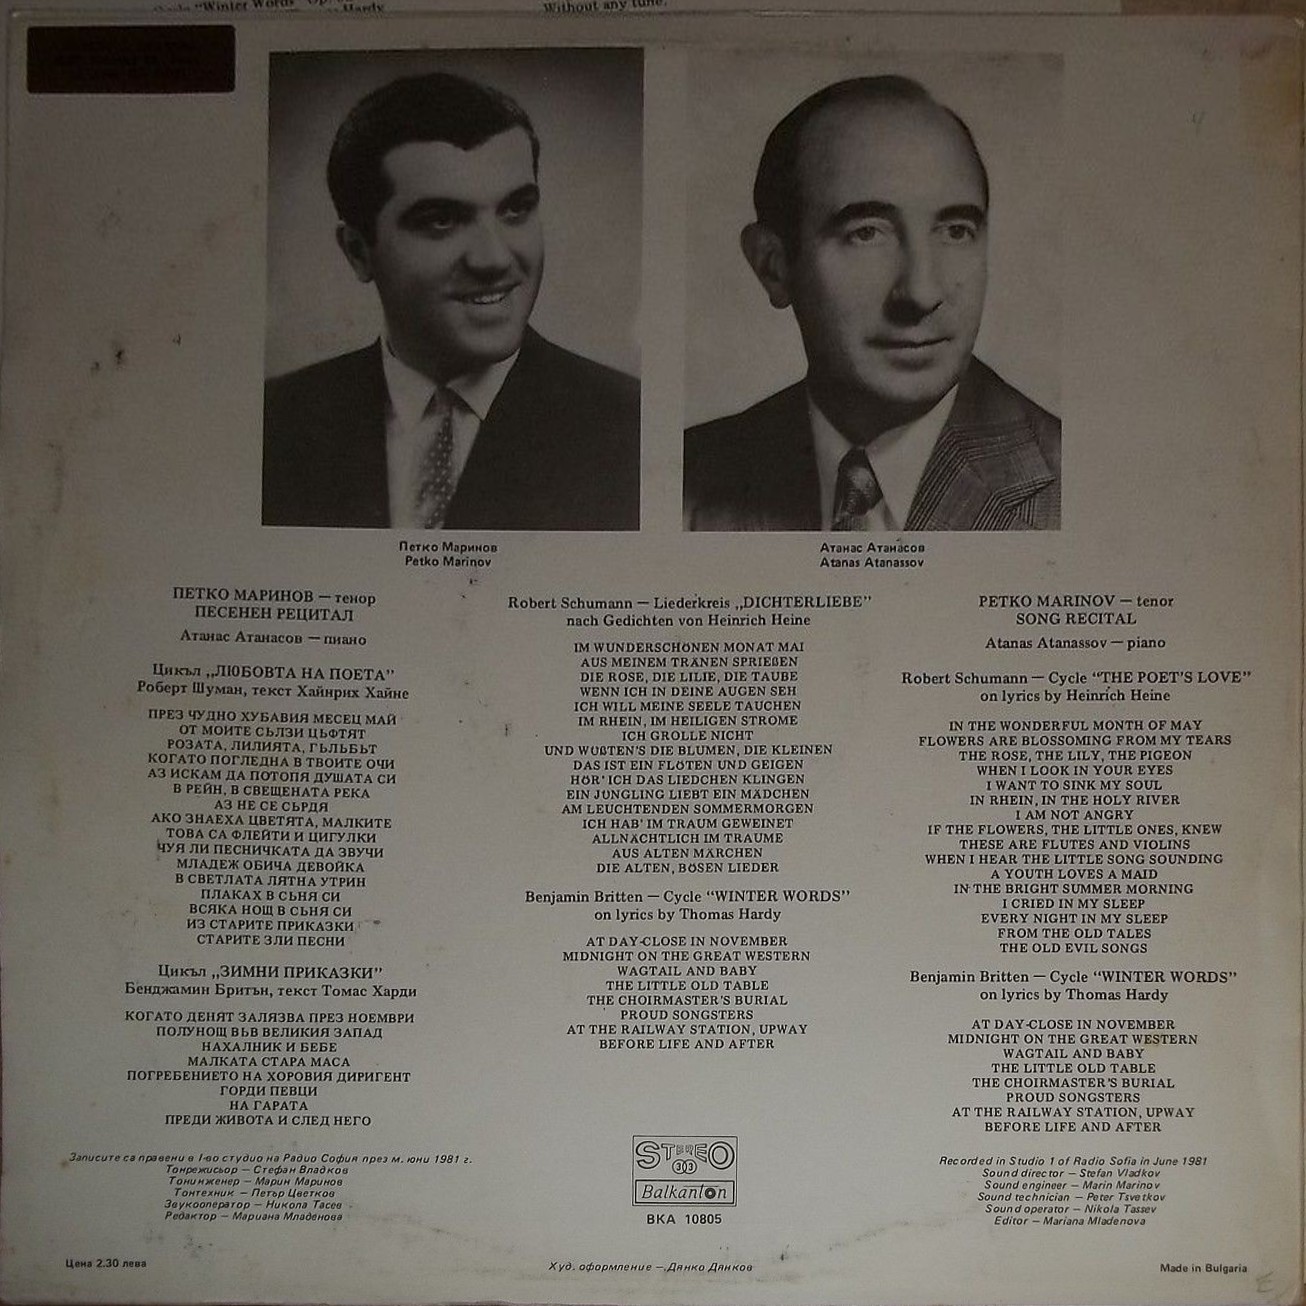 "Winter Words"
Hardy
Without any tune.
Петко Маринов
Petko Marinov
Атанас Атанасов
Atanas Atanassov
ПЕТКО МАРИНОВ — тенор
ПЕСЕНЕН РЕЦИТАЛ
Атанас Атанасов — пиано
Цикъл „ЛЮБОВТА НА ПОЕТА”
Роберт Шуман, текст Хайнрих Хайне
ПРЕЗ ЧУДНО ХУБАВИЯ МЕСЕЦ МАЙ
ОТ МОИТЕ СЪЛЗИ ЦЪФТЯТ
РОЗАТА, ЛИЛИЯТА, ГЪЛЪБЪТ
КОГАТО ПОГЛЕДНА В ТВОИТЕ ОЧИ
АЗ ИСКАМ ДА ПОТОПЯ ДУШАТА СИ
В РЕЙН, В СВЕЩЕНАТА РЕКА
АЗ НЕ СЕ СЪРДЯ
АКО ЗНАЕХА ЦВЕТЯТА, МАЛКИТЕ
ТОВА СА ФЛЕЙТИ И ЦИГУЛКИ
ЧУЯ ЛИ ПЕСНИЧКАТА ДА ЗВУЧИ
МЛАДЕЖ ОБИЧА ДЕВОЙКА
В СВЕТЛАТА ЛЯТНА УТРИН
ПЛАКАХ В СЪНЯ СИ
ВСЯКА НОЩ В СЪНЯ СИ
ИЗ СТАРИТЕ ПРИКАЗКИ
СТАРИТЕ ЗЛИ ПЕСНИ
Цикъл „ЗИМНИ ПРИКАЗКИ”
Бенджамин Бритън, текст Томас Харди
КОГАТО ДЕНЯТ ЗАЛЯЗВА ПРЕЗ НОЕМВРИ
ПОЛУНОЩ ВЪВ ВЕЛИКИЯ ЗАПАД
НАХАЛНИК И БЕБЕ
МАЛКАТА СТАРА МАСА
ПОГРЕБЕНИЕТО НА ХОРОВИЯ ДИРИГЕНТ
ГОРДИ ПЕВЦИ
НА ГАРАТА
ПРЕДИ ЖИВОТА И СЛЕД НЕГО
Записите са правени в I-во студио на Радио София през м. юни 1981 г.
Тонрежисьор — Стефан Владков
Тонинженер — Марин Маринов
Тонтехник — Петър Цветков
Звукооператор — Никола Тасев
Редактор — Мариана Младенова
Цена 2.30 лева
Robert Schumann — Liederkreis „DICHTERLIEBE”
nach Gedichten von Heinrich Heine
IM WUNDERSCHÖNEN MONAT MAI
AUS MEINEM TRÄNEN SPRIEßEN
DIE ROSE, DIE LILIE, DIE TAUBE
WENN ICH IN DEINE AUGEN SEH
ICH WILL MEINE SEELE TAUCHEN
IM RHEIN, IM HEILIGEN STROME
ICH GROLLE NICHT
UND WÜßTEN'S DIE BLUMEN, DIE KLEINEN
DAS IST EIN FLÖTEN UND GEIGEN
HÖR' ICH DAS LIEDCHEN KLINGEN
EIN JÜNGLING LIEBT EIN MÄDCHEN
AM LEUCHTENDEN SOMMERMORGEN
ICH HAB' IM TRAUM GEWEINET
ALLNÄCHTLICH IM TRAUME
AUS ALTEN MÄRCHEN
DIE ALTEN, BÖSEN LIEDER
Benjamin Britten — Cycle “WINTER WORDS”
on lyrics by Thomas Hardy
AT DAY-CLOSE IN NOVEMBER
MIDNIGHT ON THE GREAT WESTERN
WAGTAIL AND BABY
THE LITTLE OLD TABLE
THE CHOIRMASTER'S BURIAL
PROUD SONGSTERS
AT THE RAILWAY STATION, UPWAY
BEFORE LIFE AND AFTER
STEREO
33
Balkanton
ВКА 10805
Худ. оформление — Дянко Дянков
PETKO MARINOV — tenor
SONG RECITAL
Atanas Atanassov — piano
Robert Schumann — Cycle “THE POET'S LOVE”
on lyrics by Heinrich Heine
IN THE WONDERFUL MONTH OF MAY
FLOWERS ARE BLOSSOMING FROM MY TEARS
THE ROSE, THE LILY, THE PIGEON
WHEN I LOOK IN YOUR EYES
I WANT TO SINK MY SOUL
IN RHEIN, IN THE HOLY RIVER
I AM NOT ANGRY
IF THE FLOWERS, THE LITTLE ONES, KNEW
THESE ARE FLUTES AND VIOLINS
WHEN I HEAR THE LITTLE SONG SOUNDING
A YOUTH LOVES A MAID
IN THE BRIGHT SUMMER MORNING
I CRIED IN MY SLEEP
EVERY NIGHT IN MY SLEEP
FROM THE OLD TALES
THE OLD EVIL SONGS
Benjamin Britten — Cycle “WINTER WORDS”
on lyrics by Thomas Hardy
AT DAY-CLOSE IN NOVEMBER
MIDNIGHT ON THE GREAT WESTERN
WAGTAIL AND BABY
THE LITTLE OLD TABLE
THE CHOIRMASTER'S BURIAL
PROUD SONGSTERS
AT THE RAILWAY STATION, UPWAY
BEFORE LIFE AND AFTER
Recorded in Studio 1 of Radio Sofia in June 1981
Sound director — Stefan Vladkov
Sound engineer — Marin Marinov
Sound technician — Peter Tsvetkov
Sound operator — Nikola Tassev
Editor — Mariana Mladenova
Made in Bulgaria